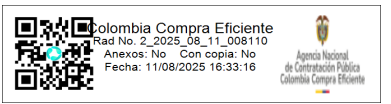 Colombia Compra Eficiente
Rad No. 2_2025_08_11_008110
Anexos: No Con copia: No
Fecha: 11/08/2025 16:33:16
Agencia Nacional
de Contratación Pública
Colombia Compra Eficiente